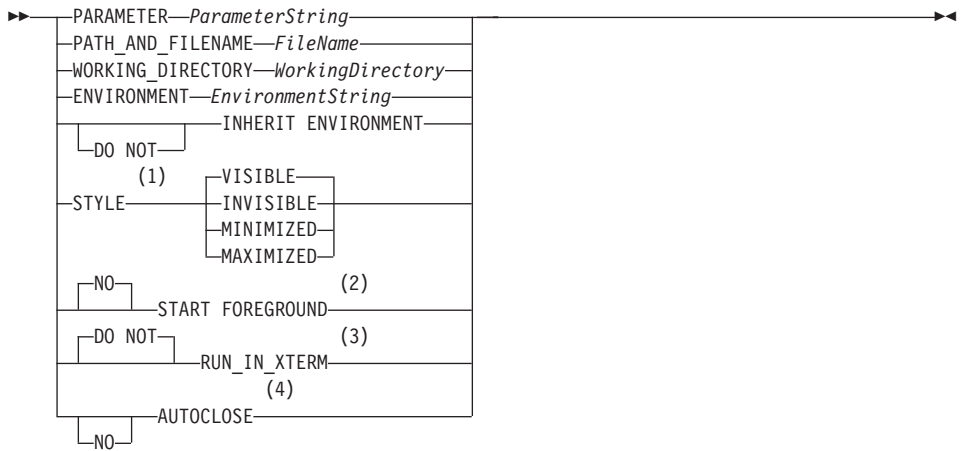 PARAMETER ParameterString
PATH_AND_FILENAME FileName
WORKING_DIRECTORY WorkingDirectory
ENVIRONMENT EnvironmentString
INHERIT ENVIRONMENT
DO NOT
(1)
VISIBLE
STYLE INVISIBLE
MINIMIZED
MAXIMIZED
NO (2)
START FOREGROUND
DO NOT (3)
RUN_IN_XTERM
(4)
AUTOCLOSE
NO